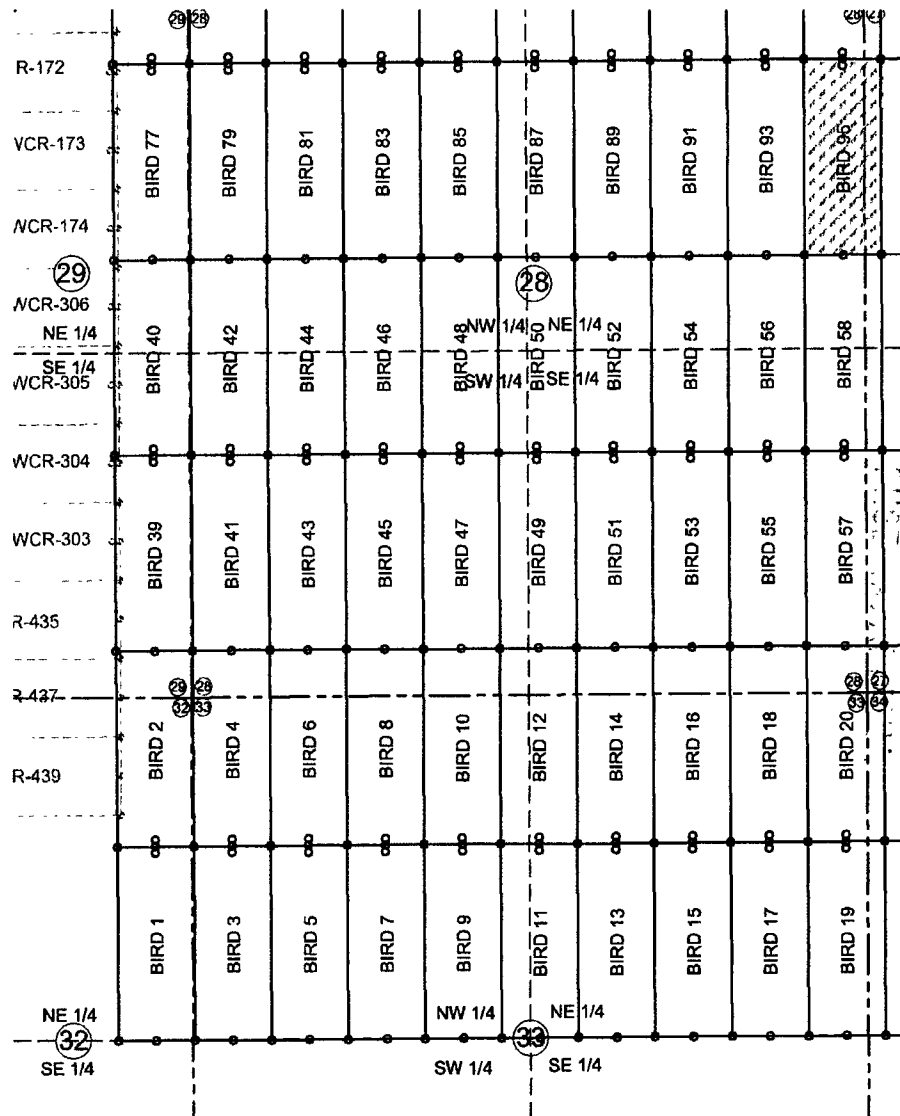 29 28 28 27
R-172
WCR-173
BIRD 77 BIRD 79 BIRD 81 BIRD 83 BIRD 85 BIRD 87 BIRD 89 BIRD 91 BIRD 93
WCR-174
29 28
WCR-306
NE 1/4 NW 1/4 NE 1/4
BIRD 40 BIRD 42 BIRD 44 BIRD 46 BIRD 48 BIRD 50 BIRD 52 BIRD 54 BIRD 56 BIRD 58
SE 1/4 SW 1/4 SE 1/4
WCR-305
WCR-304
WCR-303
BIRD 39 BIRD 41 BIRD 43 BIRD 45 BIRD 47 BIRD 49 BIRD 51 BIRD 53 BIRD 55 BIRD 57
R-435
29 28 28 27
R-437
32 33 33 34
BIRD 2 BIRD 4 BIRD 6 BIRD 8 BIRD 10 BIRD 12 BIRD 14 BIRD 16 BIRD 18 BIRD 20
R-439
BIRD 1 BIRD 3 BIRD 5 BIRD 7 BIRD 9 BIRD 11 BIRD 13 BIRD 15 BIRD 17 BIRD 19
NE 1/4 NW 1/4 NE 1/4
32 33
SE 1/4 SW 1/4 SE 1/4